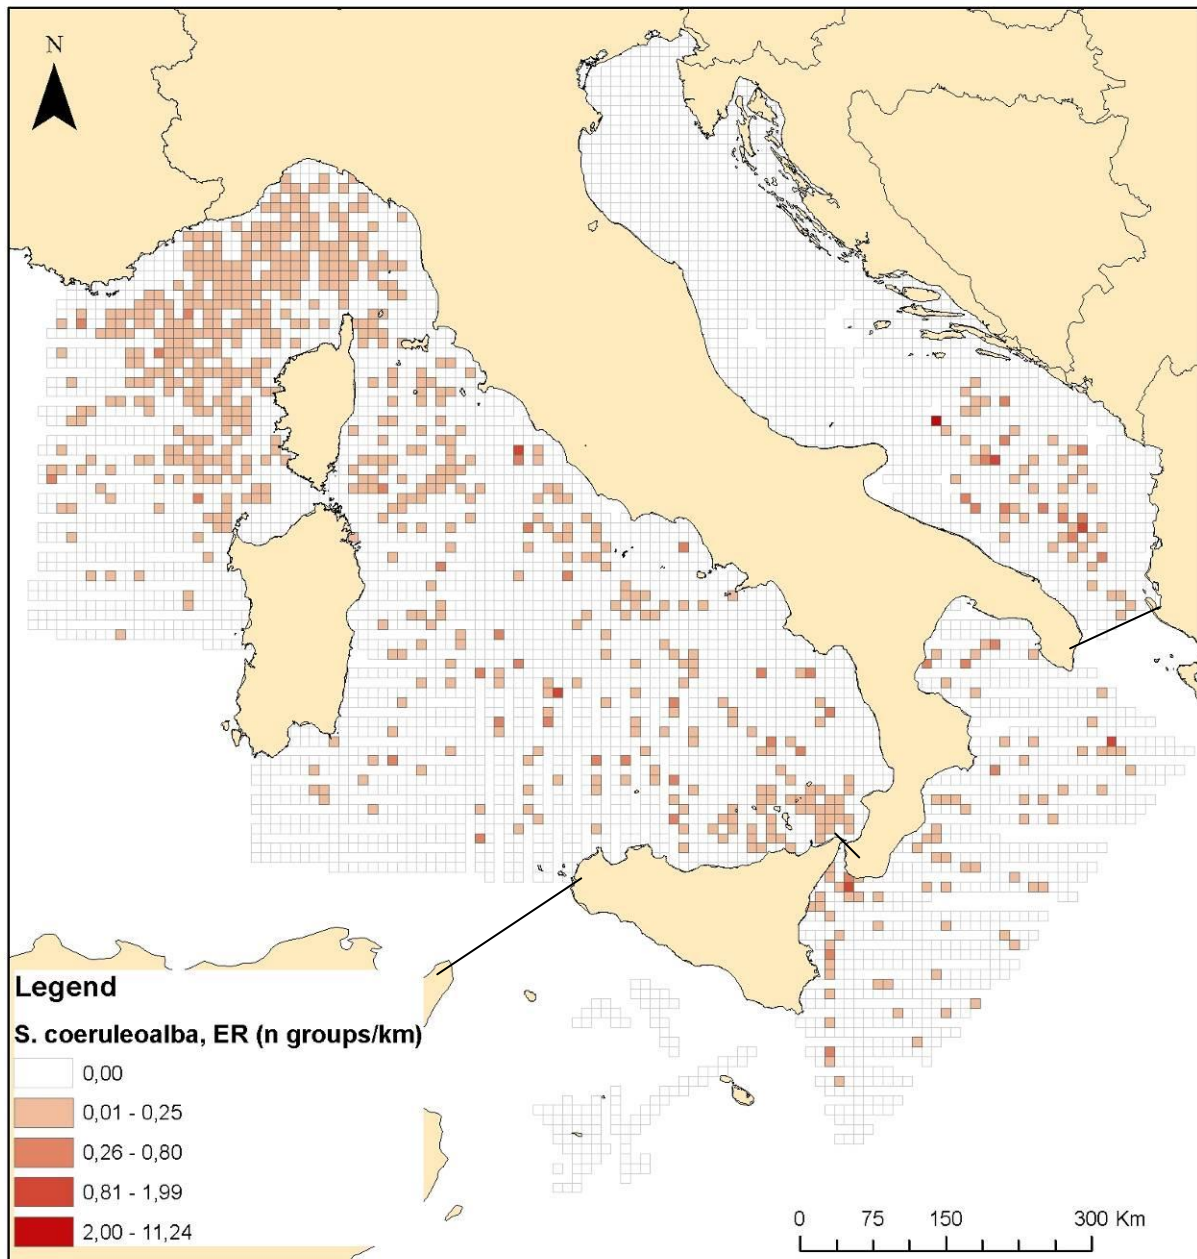 N
Legend
S. coeruleoalba, ER (n groups/km)
0,00
0,01 - 0,25
0,26 - 0,80
0,81 - 1,99
2,00 - 11,24
0 75 150 300 Km